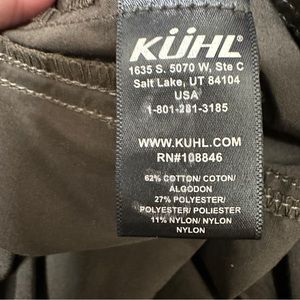 KÜHL®
1635 S. 5070 W, Ste C
Salt Lake, UT 84104
USA
1-801-281-3185
WWW.KUHL.COM
RN#108846
62% COTTON/ COTON/
ALGODON
27% POLYESTER/
POLYESTER/ POLIESTER
11% NYLON/ NYLON/
NYLON